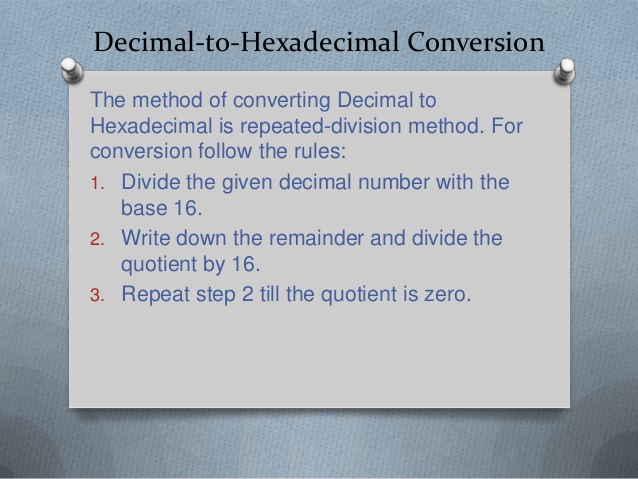 Decimal-to-Hexadecimal Conversion
The method of converting Decimal to
Hexadecimal is repeated-division method. For
conversion follow the rules:
1. Divide the given decimal number with the
base 16.
2. Write down the remainder and divide the
quotient by 16.
3. Repeat step 2 till the quotient is zero.